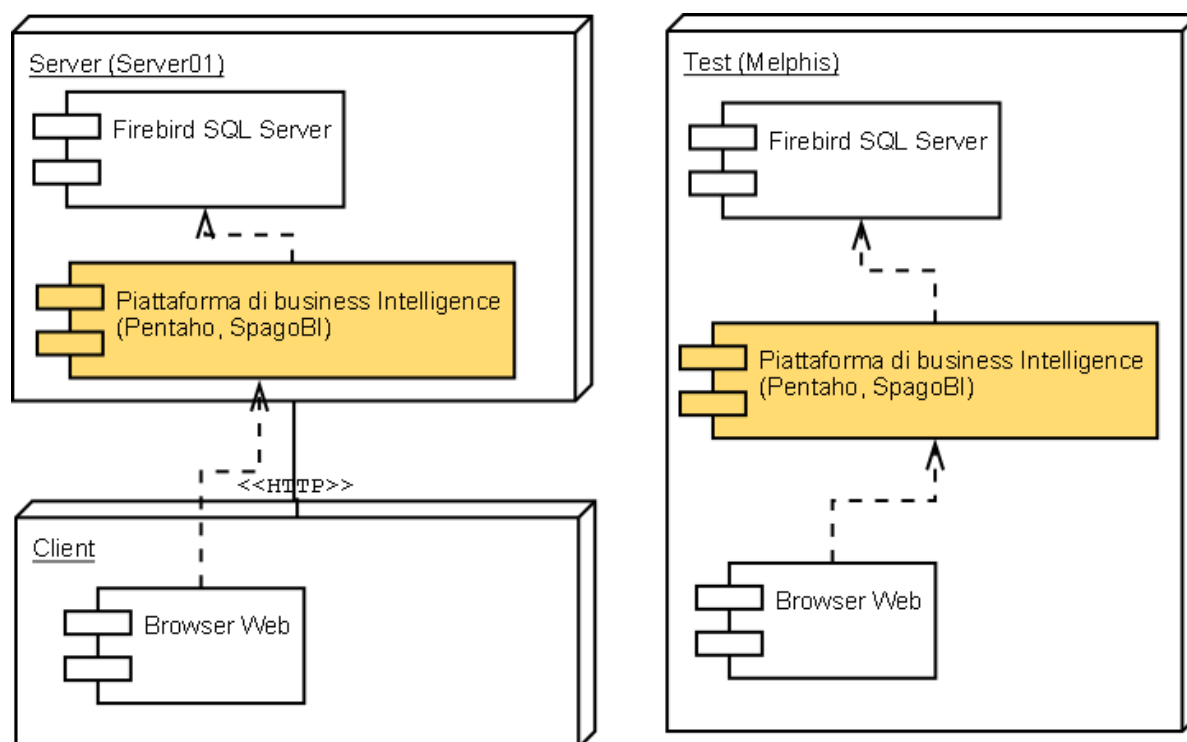 Server (Server01)
Firebird SQL Server
Piattaforma di business Intelligence
(Pentaho, SpagoBI)
<<HTTP>>
Client
Browser Web
Test (Melphis)
Firebird SQL Server
Piattaforma di business Intelligence
(Pentaho, SpagoBI)
Browser Web